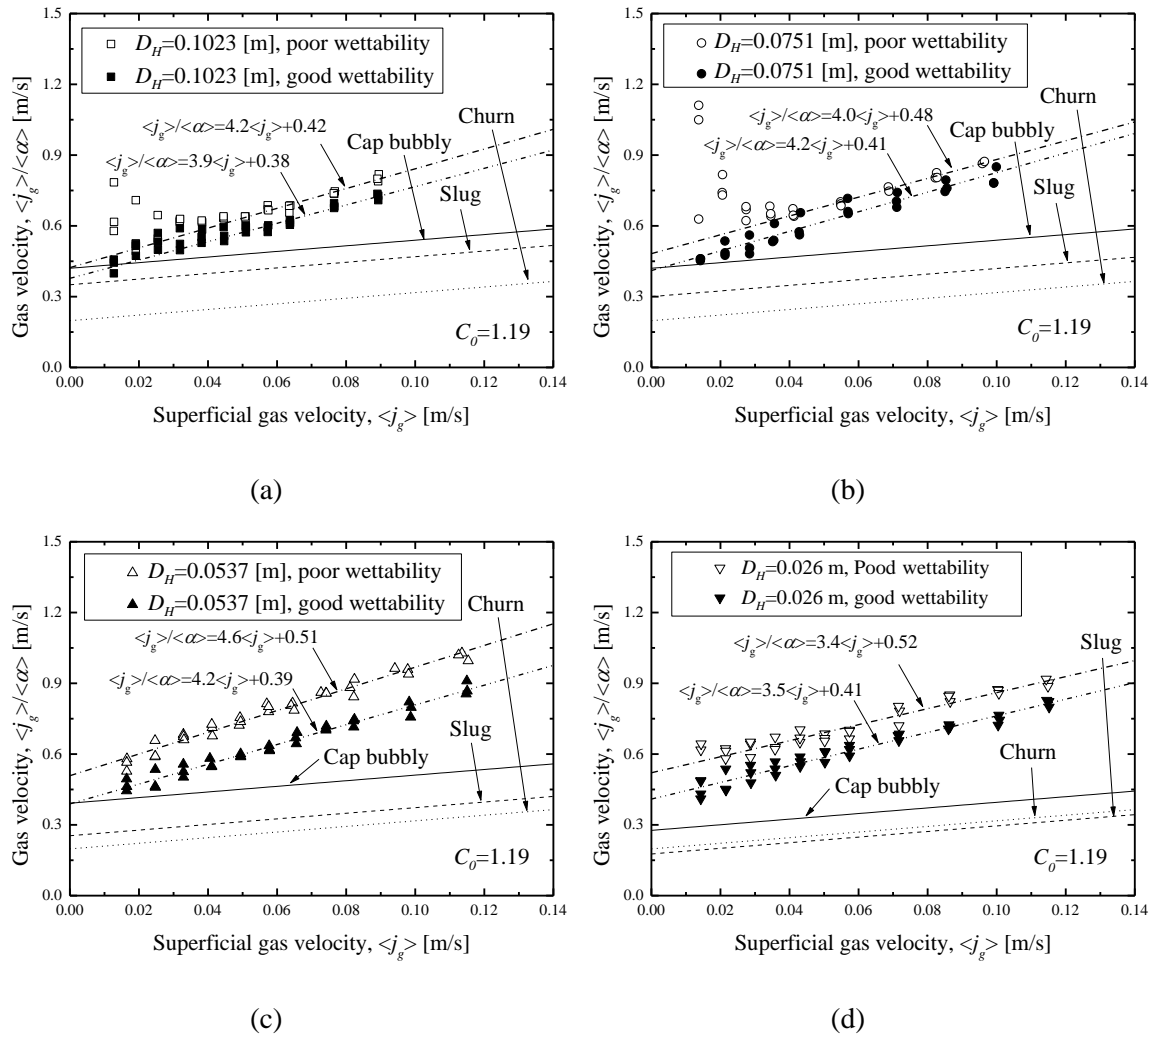 D_H=0.1023 [m], poor wettability
D_H=0.1023 [m], good wettability
<j_g>/<α>=4.2<j_g>+0.42
<j_g>/<α>=3.9<j_g>+0.38
Cap bubbly
Churn
Slug
C_0=1.19
Gas velocity, <j_g>/<α> [m/s]
1.5
1.2
0.9
0.6
0.3
0.0
0.00 0.02 0.04 0.06 0.08 0.10 0.12 0.14
Superficial gas velocity, <j_g> [m/s]
(a)
D_H=0.0751 [m], poor wettability
D_H=0.0751 [m], good wettability
<j_g>/<α>=4.0<j_g>+0.48
<j_g>/<α>=4.2<j_g>+0.41
Churn
Cap bubbly
Slug
C_0=1.19
Gas velocity, <j_g>/<α> [m/s]
1.5
1.2
0.9
0.6
0.3
0.0
0.00 0.02 0.04 0.06 0.08 0.10 0.12 0.14
Superficial gas velocity, <j_g> [m/s]
(b)
D_H=0.0537 [m], poor wettability
D_H=0.0537 [m], good wettability
<j_g>/<α>=4.6<j_g>+0.51
<j_g>/<α>=4.2<j_g>+0.39
Churn
Slug
Cap bubbly
C_0=1.19
Gas velocity, <j_g>/<α> [m/s]
1.5
1.2
0.9
0.6
0.3
0.0
0.00 0.02 0.04 0.06 0.08 0.10 0.12 0.14
Superficial gas velocity, <j_g> [m/s]
(c)
D_H=0.026 m, Pood wettability
D_H=0.026 m, good wettability
<j_g>/<α>=3.4<j_g>+0.52
<j_g>/<α>=3.5<j_g>+0.41
Slug
Churn
Cap bubbly
C_0=1.19
Gas velocity, <j_g>/<α> [m/s]
1.5
1.2
0.9
0.6
0.3
0.0
0.00 0.02 0.04 0.06 0.08 0.10 0.12 0.14
Superficial gas velocity, <j_g> [m/s]
(d)